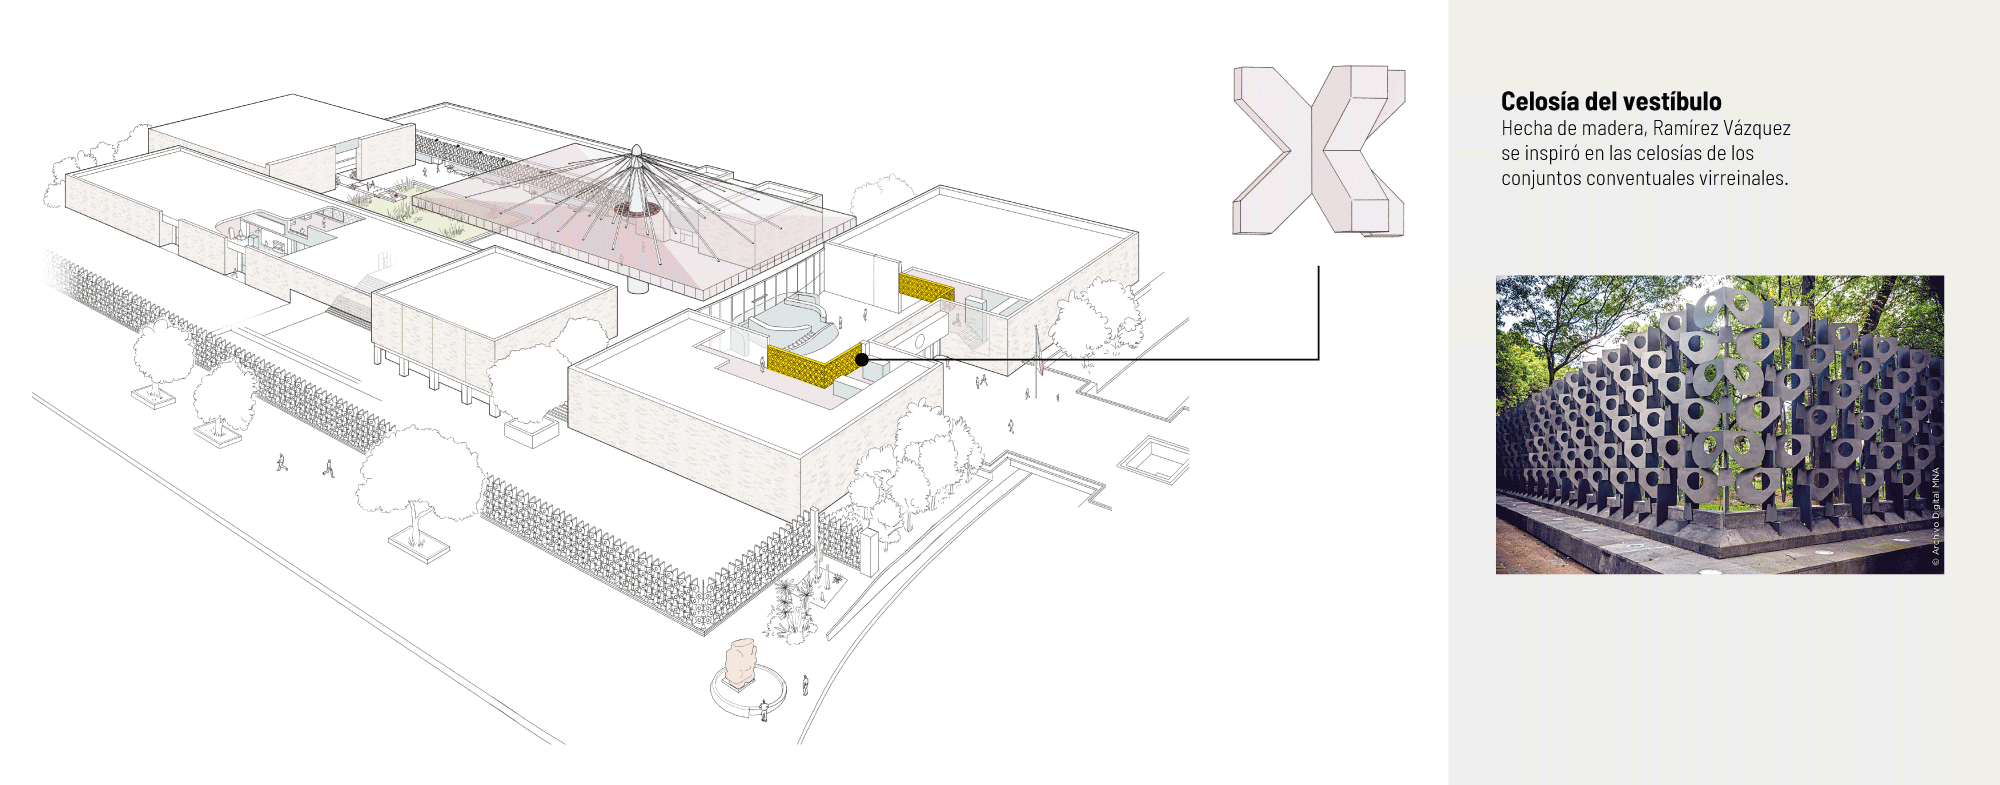 Celosía del vestíbulo
Hecha de madera, Ramírez Vázquez
se inspiró en las celosías de los
conjuntos conventuales virreinales.
© Archivo Digital MNA